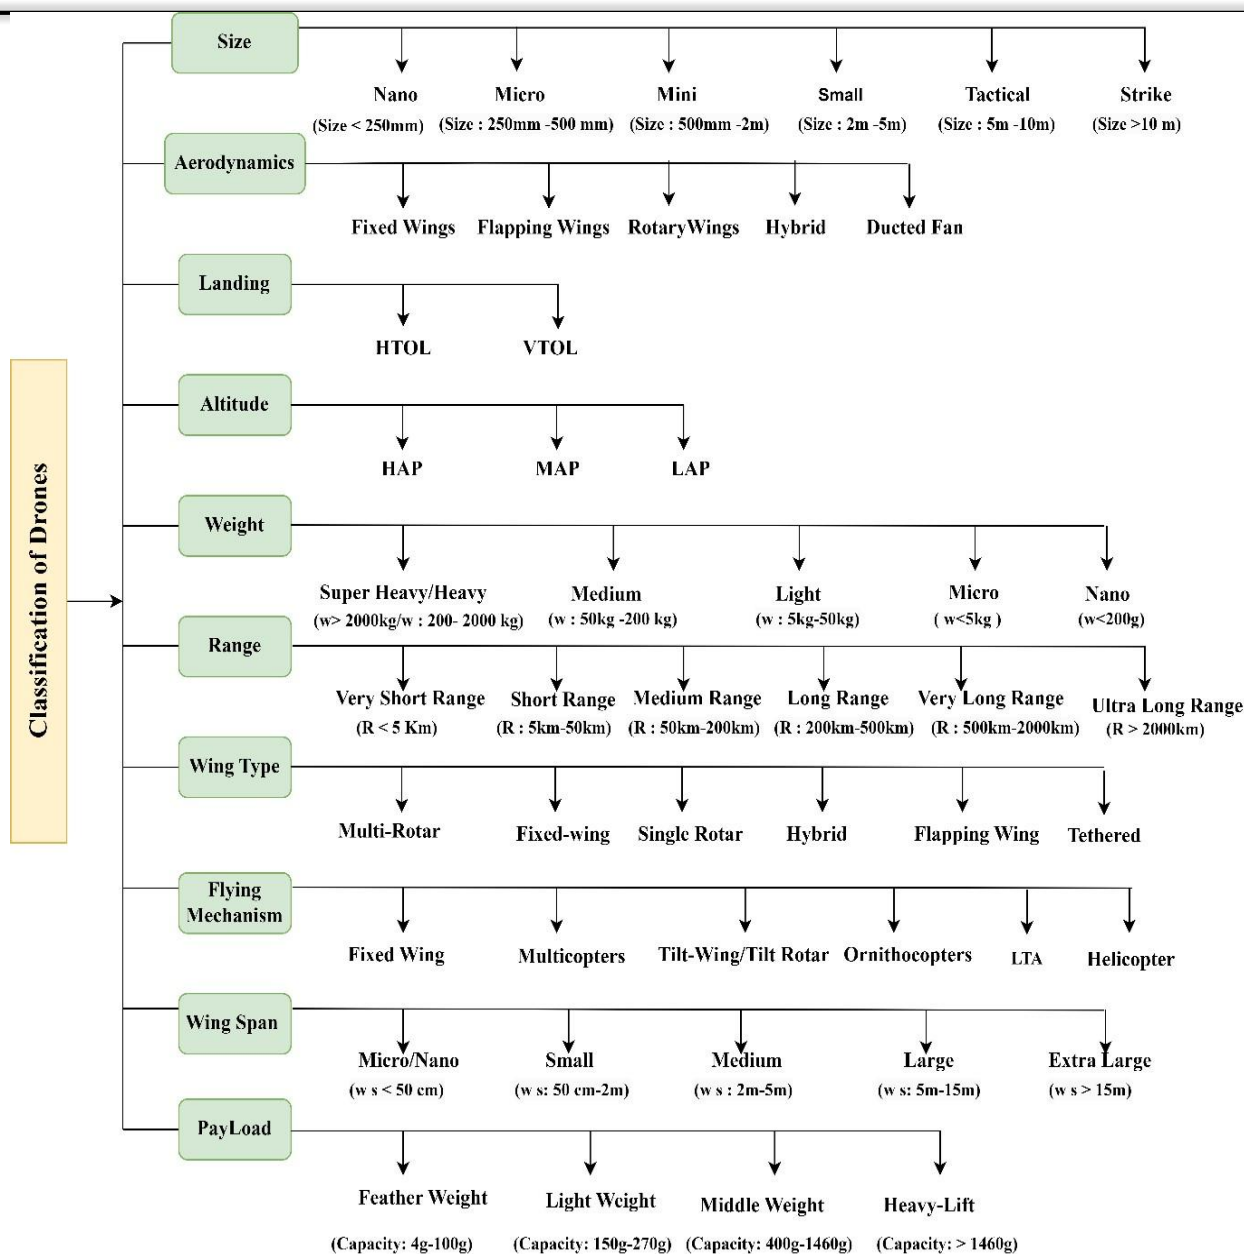 Classification of Drones
Size
Nano Micro Mini Small Tactical Strike
(Size < 250mm) (Size : 250mm -500 mm) (Size : 500mm -2m) (Size : 2m -5m) (Size : 5m -10m) (Size >10 m)
Aerodynamics
Fixed Wings Flapping Wings RotaryWings Hybrid Ducted Fan
Landing
HTOL VTOL
Altitude
HAP MAP LAP
Weight
Super Heavy/Heavy Medium Light Micro Nano
(w> 2000kg/w : 200- 2000 kg) (w : 50kg -200 kg) (w : 5kg-50kg) ( w<5kg ) (w<200g)
Range
Very Short Range Short Range Medium Range Long Range Very Long Range Ultra Long Range
(R < 5 Km) (R : 5km-50km) (R : 50km-200km) (R : 200km-500km) (R : 500km-2000km) (R > 2000km)
Wing Type
Multi-Rotar Fixed-wing Single Rotar Hybrid Flapping Wing Tethered
Flying
Mechanism
Fixed Wing Multicopters Tilt-Wing/Tilt Rotar Ornithocopters LTA Helicopter
Wing Span
Micro/Nano Small Medium Large Extra Large
(w s < 50 cm) (w s: 50 cm-2m) (w s : 2m-5m) (w s: 5m-15m) (w s > 15m)
PayLoad
Feather Weight Light Weight Middle Weight Heavy-Lift
(Capacity: 4g-100g) (Capacity: 150g-270g) (Capacity: 400g-1460g) (Capacity: > 1460g)